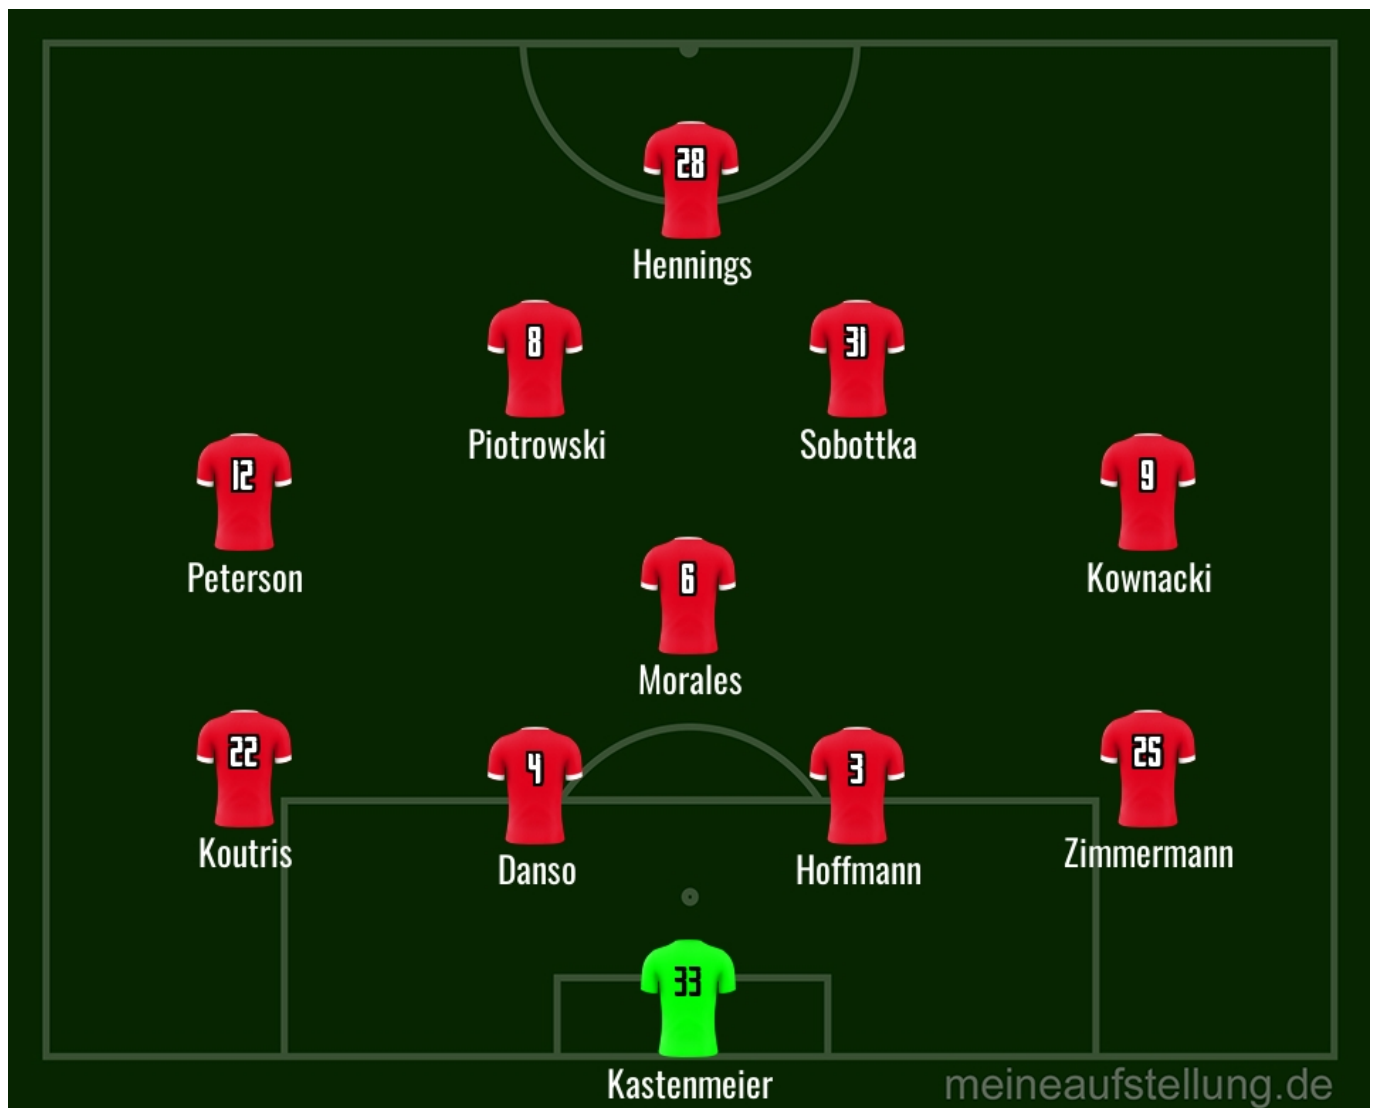 28
Hennings
8
31
Piotrowski
Sobottka
12
9
Peterson
Kownacki
6
Morales
22
25
4
3
Koutris
Zimmermann
Danso
Hoffmann
33
Kastenmeier
meineaufstellung.de